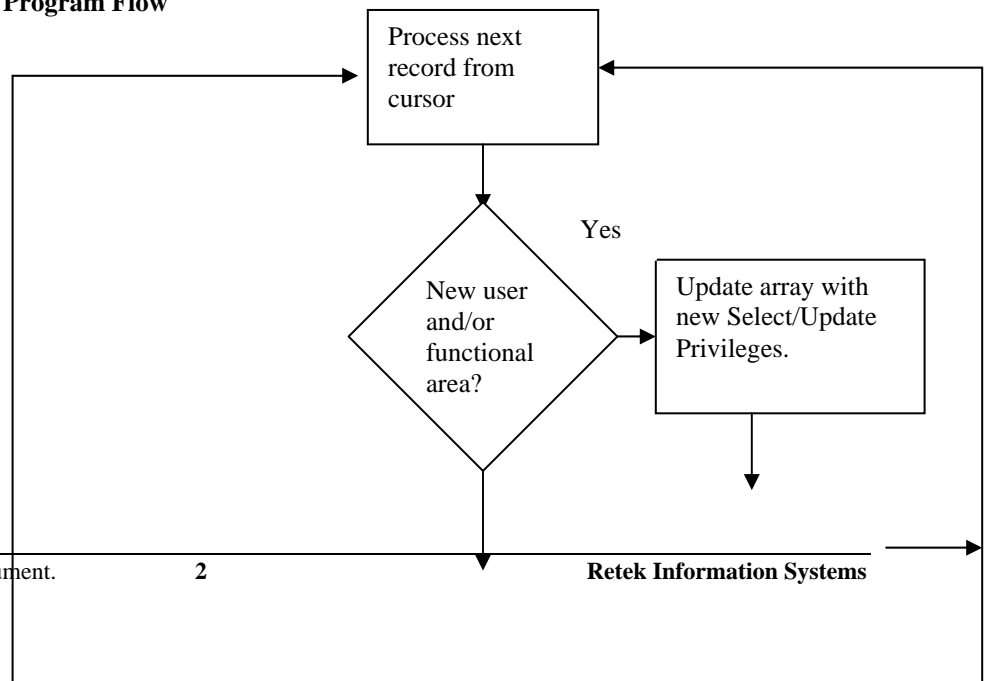 Program Flow
Process next
record from
cursor
Yes
New user
and/or
functional
area?
Update array with
new Select/Update
Privileges.
2
Retek Information Systems